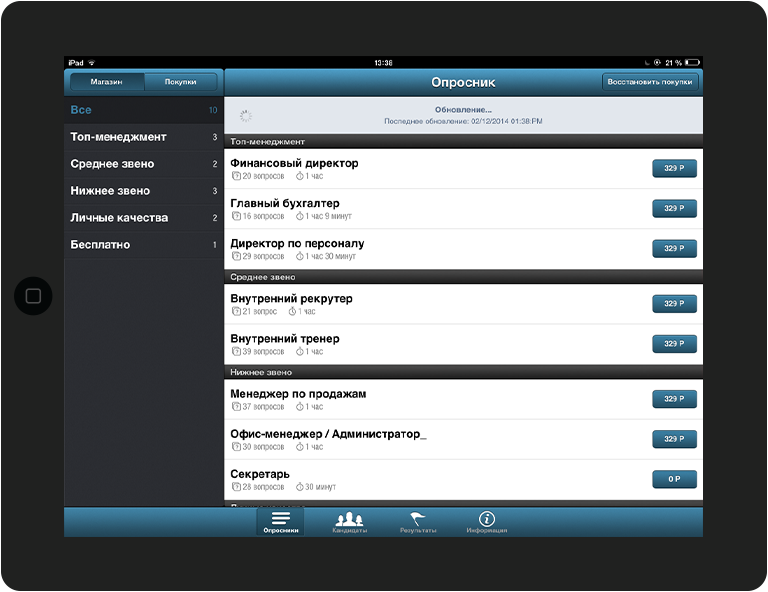 iPad 13:38 21 %
Магазин Покупки Опросник Восстановить покупки
Все 10
Топ-менеджмент 3
Среднее звено 2
Нижнее звено 3
Личные качества 2
Бесплатно 1
Обновление...
Последнее обновление: 02/12/2014 01:38:PM
Топ-менеджмент
Финансовый директор
20 вопросов 1 час
329 Р
Главный бухгалтер
16 вопросов 1 час 9 минут
329 Р
Директор по персоналу
29 вопросов 1 час 30 минут
329 Р
Среднее звено
Внутренний рекрутер
21 вопрос 1 час
329 Р
Внутренний тренер
39 вопросов 1 час
329 Р
Нижнее звено
Менеджер по продажам
37 вопросов 1 час
329 Р
Офис-менеджер / Администратор_
30 вопросов 1 час
329 Р
Секретарь
28 вопросов 30 минут
0 Р
Опросники Кандидаты Результаты Информация